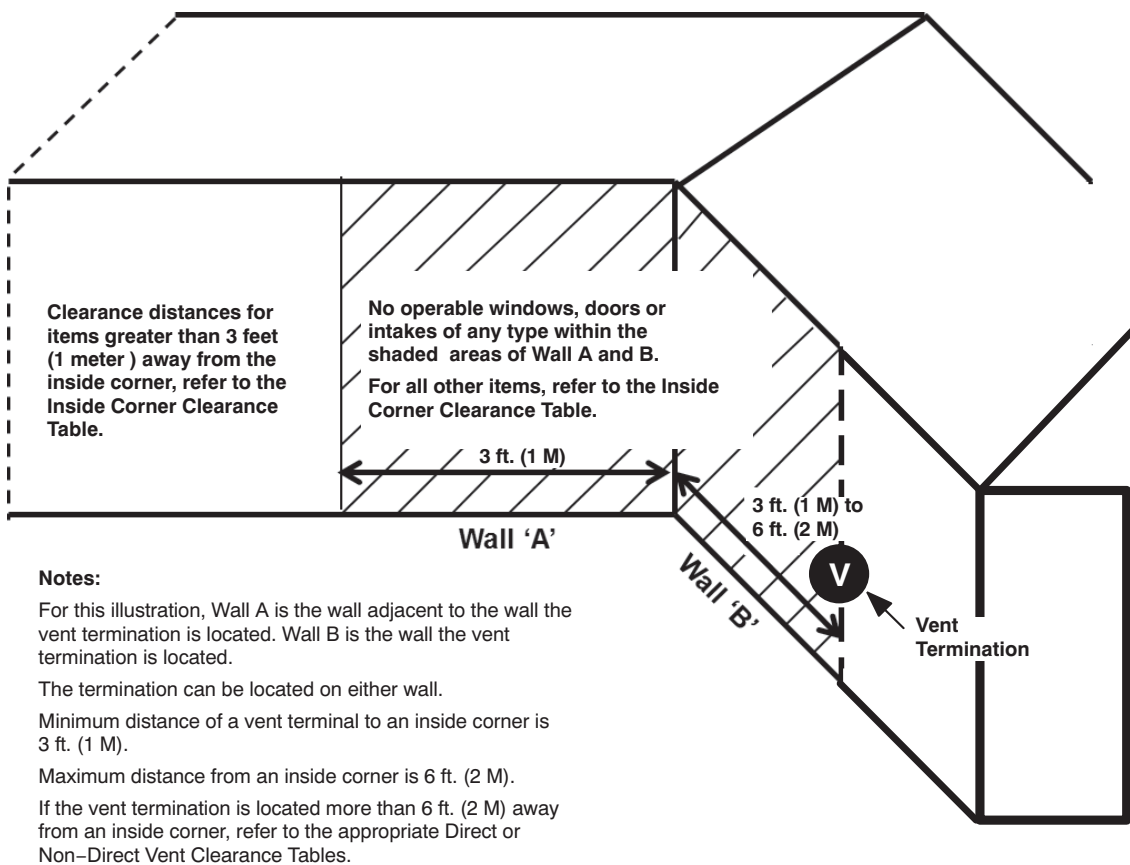 Clearance distances for
items greater than 3 feet
(1 meter ) away from the
inside corner, refer to the
Inside Corner Clearance
Table.
No operable windows, doors or
intakes of any type within the
shaded areas of Wall A and B.
For all other items, refer to the Inside
Corner Clearance Table.
3 ft. (1 M)
3 ft. (1 M) to
6 ft. (2 M)
Wall ‘A’
Wall ‘B’
V
Vent
Termination
Notes:
For this illustration, Wall A is the wall adjacent to the wall the
vent termination is located. Wall B is the wall the vent
termination is located.
The termination can be located on either wall.
Minimum distance of a vent terminal to an inside corner is
3 ft. (1 M).
Maximum distance from an inside corner is 6 ft. (2 M).
If the vent termination is located more than 6 ft. (2 M) away
from an inside corner, refer to the appropriate Direct or
Non−Direct Vent Clearance Tables.